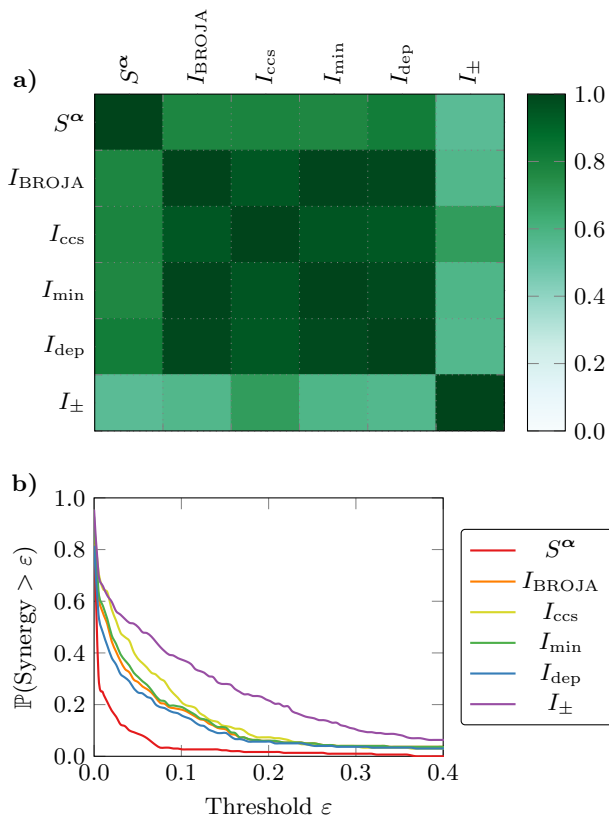 a)
S^α I_BROJA I_ccs I_min I_dep I_±
S^α
I_BROJA
I_ccs
I_min
I_dep
I_±
1.0
0.8
0.6
0.4
0.2
0.0
b)
1.0
0.8
0.6
0.4
0.2
0.0
ℙ(Synergy > ε)
0.0 0.1 0.2 0.3 0.4
Threshold ε
S^α
I_BROJA
I_ccs
I_min
I_dep
I_±